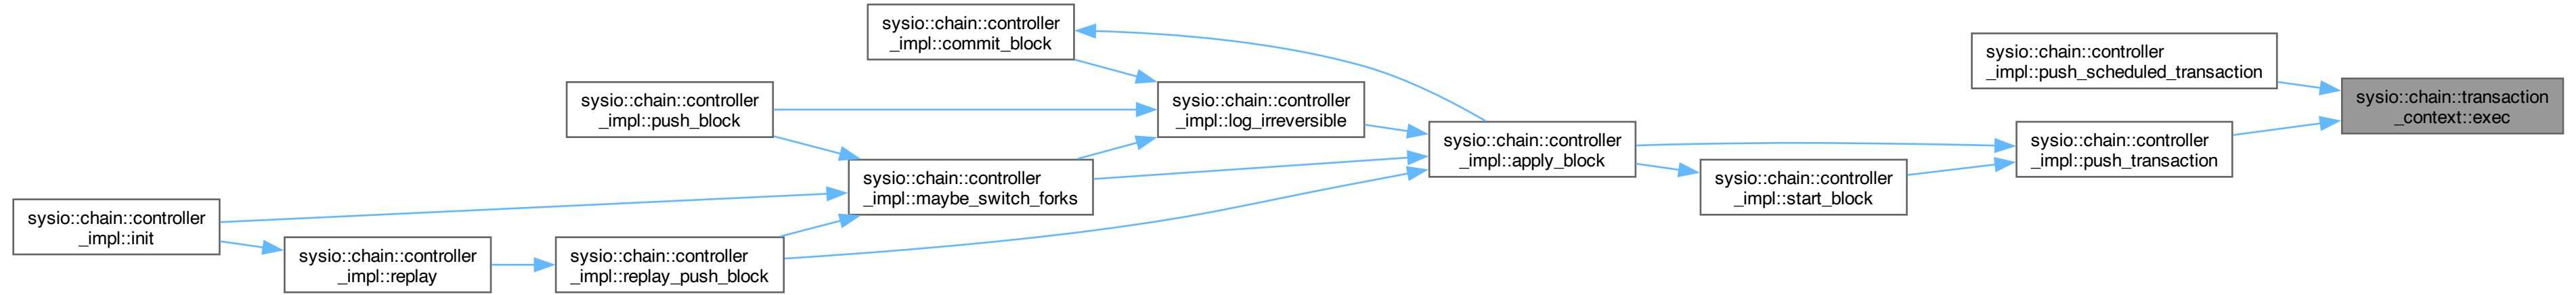 sysio::chain::controller
_impl::commit_block
sysio::chain::controller
_impl::push_scheduled_transaction
sysio::chain::controller
_impl::push_block
sysio::chain::controller
_impl::log_irreversible
sysio::chain::transaction
_context::exec
sysio::chain::controller
_impl::apply_block
sysio::chain::controller
_impl::push_transaction
sysio::chain::controller
_impl::maybe_switch_forks
sysio::chain::controller
_impl::start_block
sysio::chain::controller
_impl::init
sysio::chain::controller
_impl::replay
sysio::chain::controller
_impl::replay_push_block